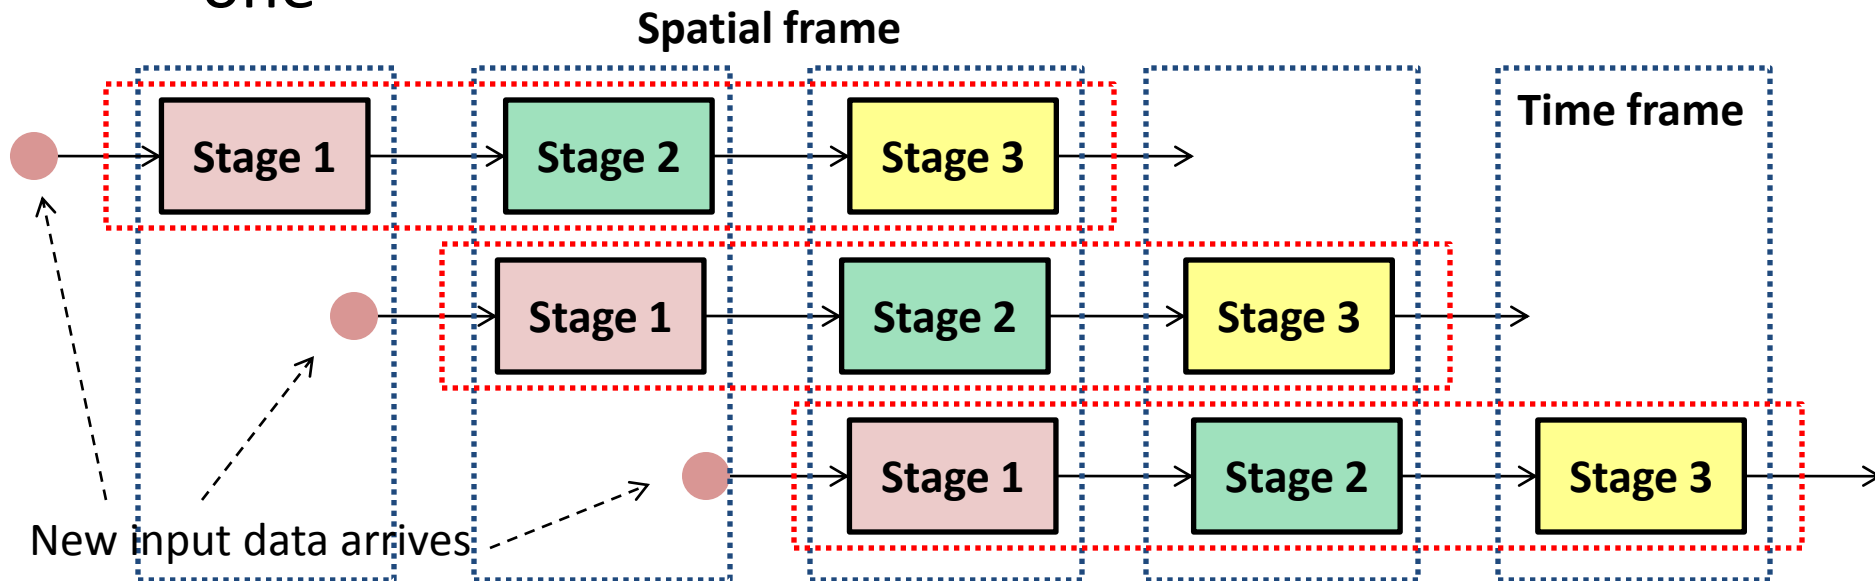 one
Spatial frame
Time frame
Stage 1
Stage 2
Stage 3
Stage 1
Stage 2
Stage 3
Stage 1
Stage 2
Stage 3
New input data arrives